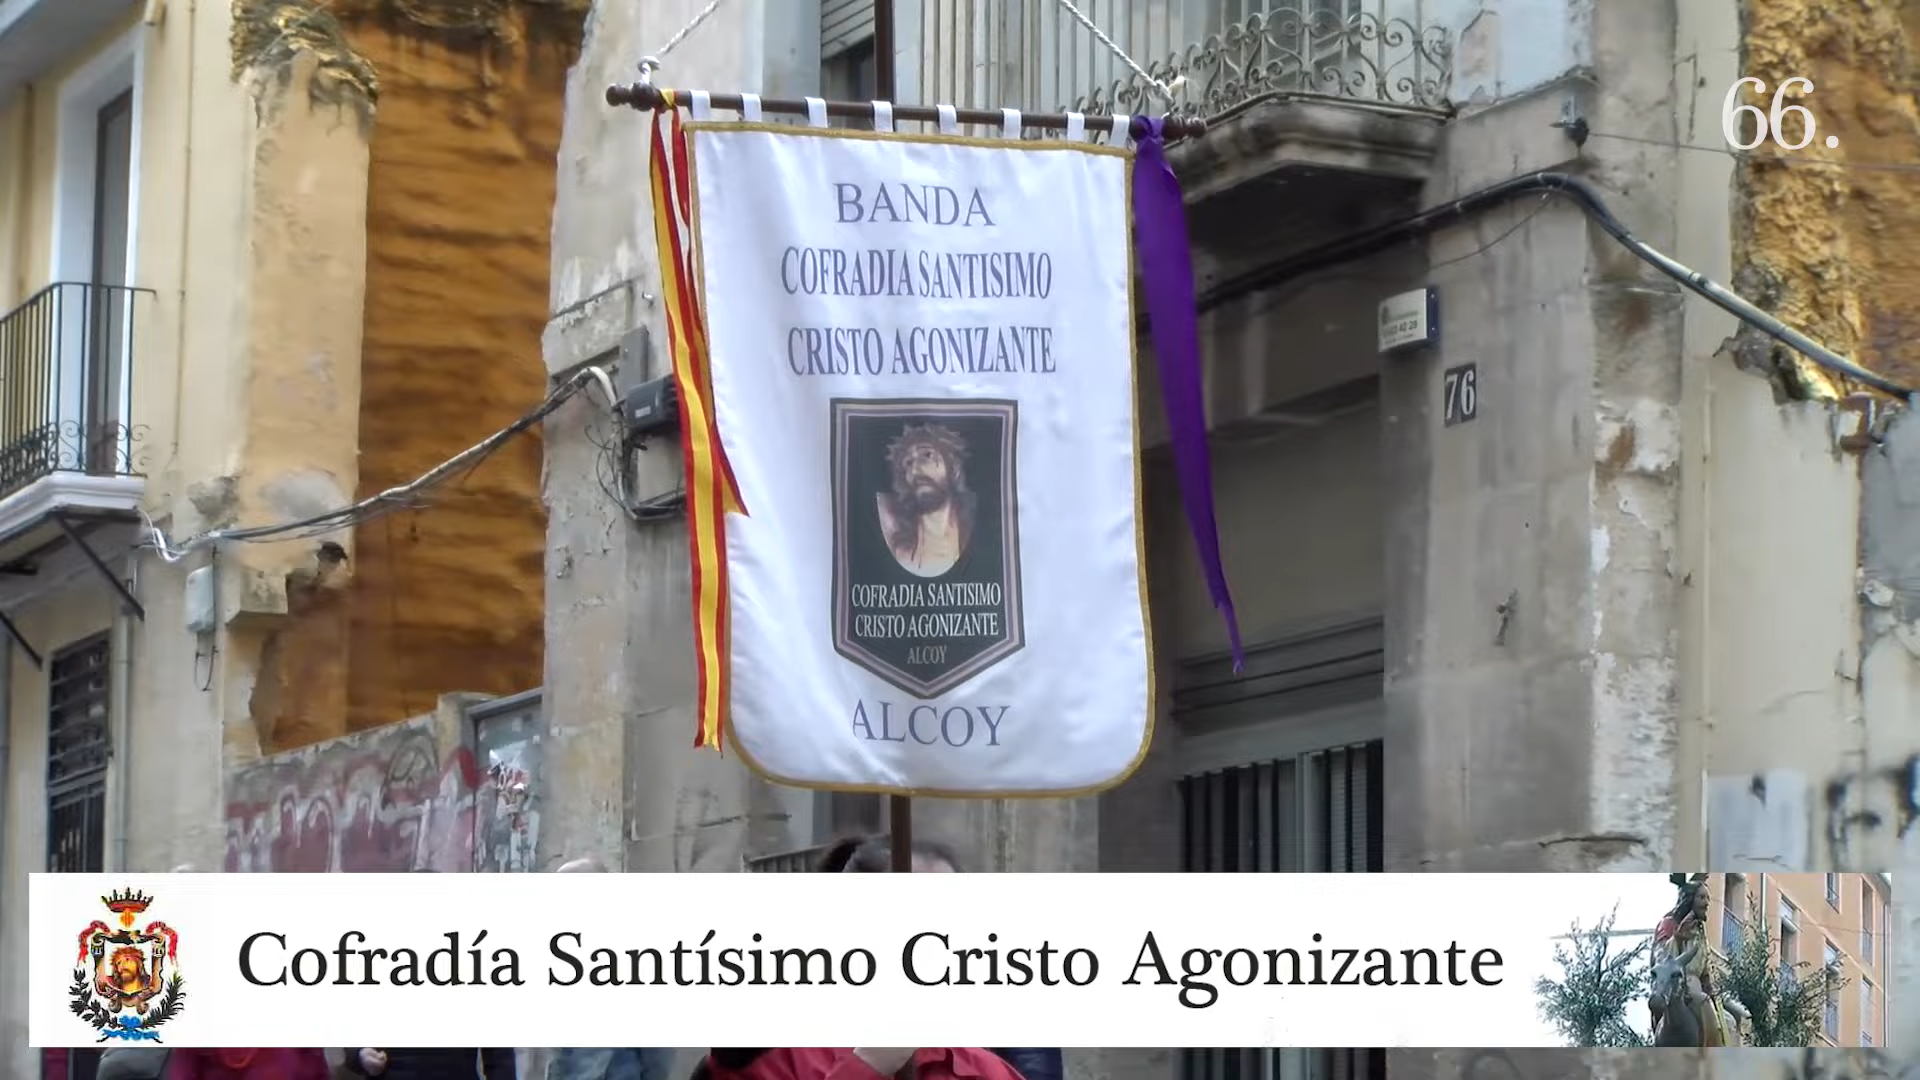 66.
BANDA
COFRADIA SANTISIMO
CRISTO AGONIZANTE
76
COFRADIA SANTISIMO
CRISTO AGONIZANTE
ALCOY
ALCOY
Cofradía Santísimo Cristo Agonizante